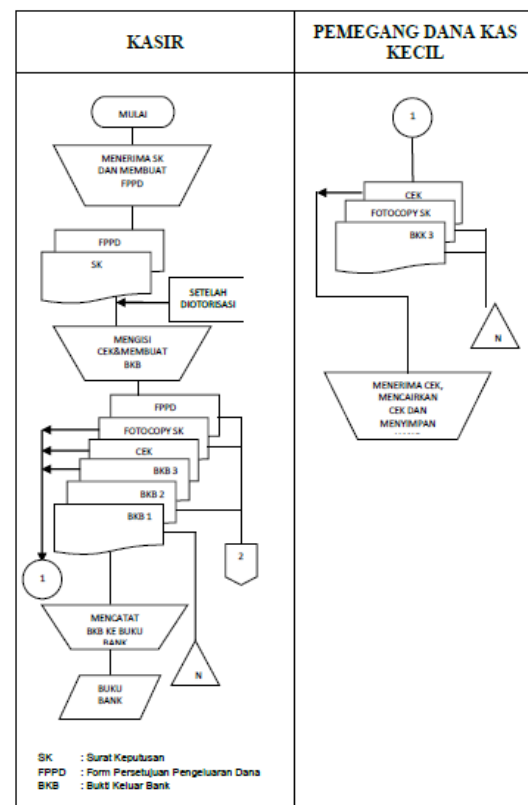 KASIR
PEMEGANG DANA KAS
KECIL
MULAI
MENERIMA SK
DAN MEMBUAT
FPPD
FPPD
SK
SETELAH
DIOTORISASI
MENGISI
CEK&MEMBUAT
BKB
FPPD
FOTOCOPY SK
CEK
BKB 3
BKB 2
BKB 1
1
2
MENCATAT
BKB KE BUKU
BANK
N
BUKU
BANK
SK : Surat Keputusan
FPPD : Form Persetujuan Pengeluaran Dana
BKB : Bukti Keluar Bank
1
CEK
FOTOCOPY SK
BKK 3
N
MENERIMA CEK,
MENCAIRKAN
CEK DAN
MENYIMPAN